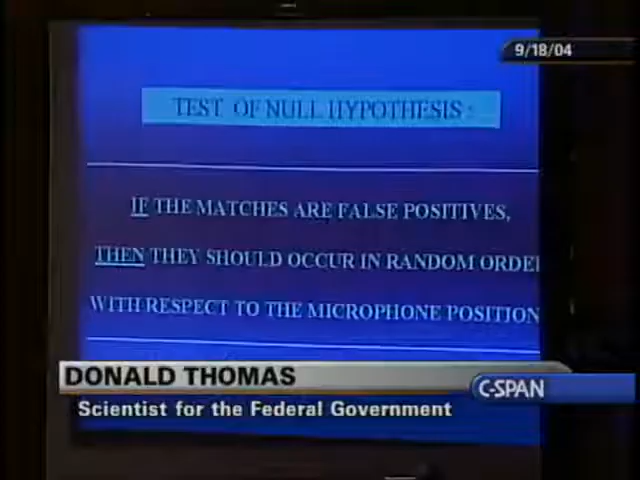 9/18/04
TEST OF NULL HYPOTHESIS :
IF THE MATCHES ARE FALSE POSITIVES,
THEN THEY SHOULD OCCUR IN RANDOM ORDE
WITH RESPECT TO THE MICROPHONE POSITION
DONALD THOMAS
C-SPAN
Scientist for the Federal Government